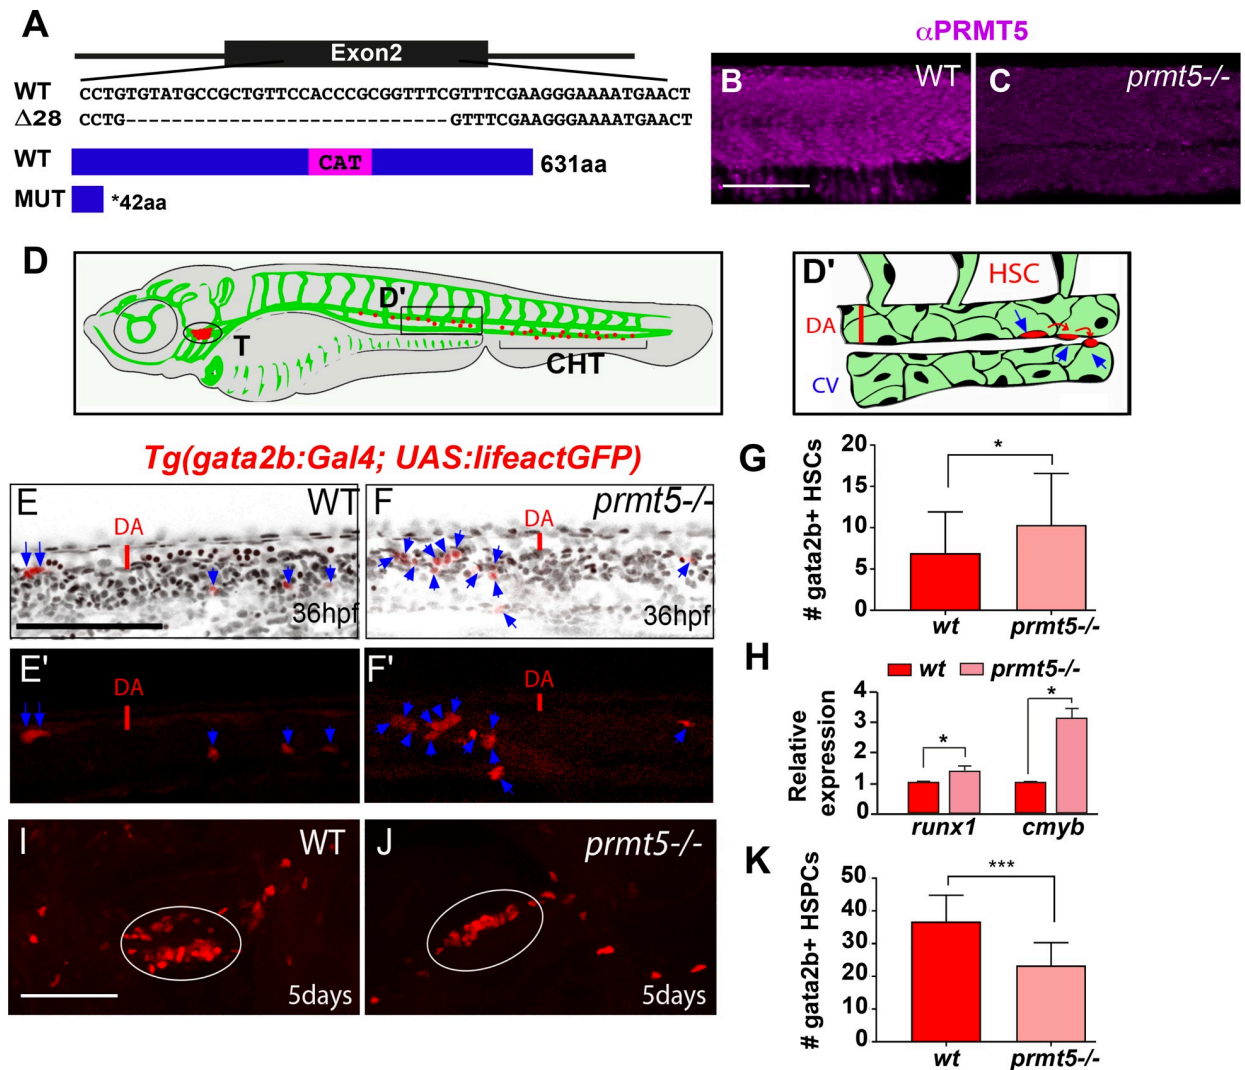 A
Exon2
WT CCTGTGTATGCCGCTGTTCCACCCGCGGTTTCGTTTCGAAGGGAAAATGAACT
Δ28 CCTG----------------------------GTTTCGAAGGGAAAATGAACT
WT CAT 631aa
MUT *42aa
αPRMT5
B WT
C prmt5-/-
D
D'
T
CHT
D'
HSC
DA
CV
Tg(gata2b:Gal4; UAS:lifeactGFP)
E WT
DA
36hpf
F prmt5-/-
DA
36hpf
E'
DA
F'
DA
I WT
5days
J prmt5-/-
5days
G
# gata2b+ HSCs
20
15
10
5
0
*
wt prmt5-/-
H
wt prmt5-/-
Relative expression
4
3
2
1
0
*
*
runx1 cmyb
K
# gata2b+ HSPCs
50
40
30
20
10
0
***
wt prmt5-/-